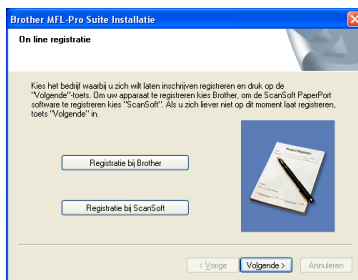 Brother MFL-Pro Suite Installatie
On line registratie
Kies het bedrijf waarbij u zich wilt laten inschrijven registreren en druk op de
"Volgende"-toets. Om uw apparaat te registreren kies Brother, om de ScanSoft PaperPort
software te registreren kies "ScanSoft". Als u zich liever niet op dit moment laat registreren,
toets "Volgende" in.
Registratie bij Brother
Registratie bij ScanSoft
< Vorige
Volgende >
Annuleren